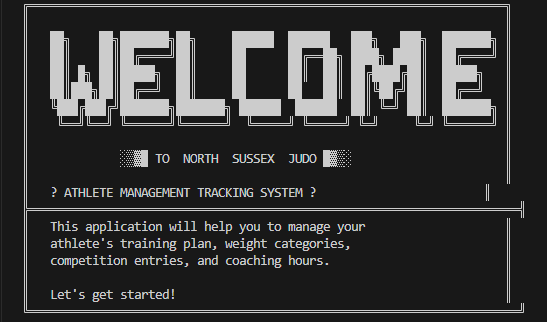 WELCOME
TO NORTH SUSSEX JUDO
? ATHLETE MANAGEMENT TRACKING SYSTEM ?
This application will help you to manage your
athlete's training plan, weight categories,
competition entries, and coaching hours.
Let's get started!